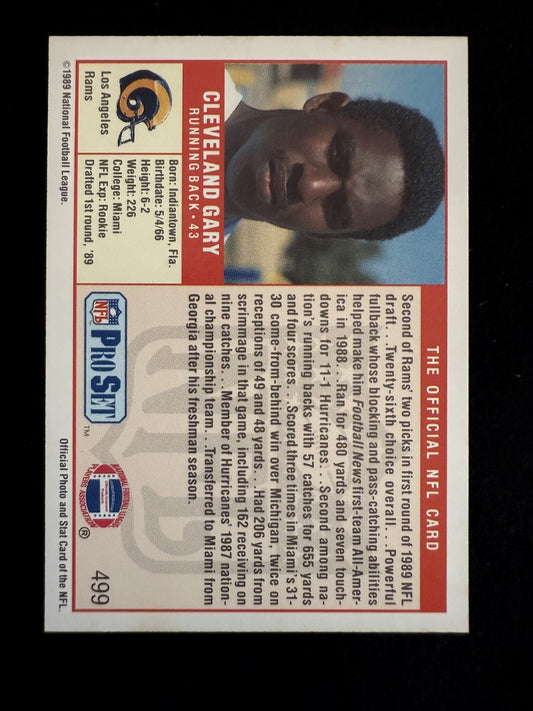 THE OFFICIAL NFL CARD
CLEVELAND GARY
RUNNING BACK • 43
Los Angeles
Rams
Born: Indiantown, Fla.
Birthdate: 5/4/66
Height: 6-2
Weight: 226
College: Miami
NFL Exp: Rookie
Drafted 1st round, '89
Second of Rams' two picks in first round of 1989 NFL
draft. . .Twenty-sixth choice overall. . .Powerful
fullback whose blocking and pass-catching abilities
helped make him Football News first-team All-Amer-
ica in 1988. . .Ran for 480 yards and seven touch-
downs for 11-1 Hurricanes. . .Second among na-
tion's running backs with 57 catches for 655 yards
and four scores. . .Scored three times in Miami's 31-
30 come-from-behind win over Michigan, twice on
receptions of 49 and 48 yards. . .Had 206 yards from
scrimmage in that game, including 162 receiving on
nine catches. . .Member of Hurricanes' 1987 nation-
al championship team. . .Transferred to Miami from
Georgia after his freshman season.
NFL
NFL PRO SET ™
NATIONAL FOOTBALL LEAGUE
PLAYERS ASSOCIATION
®
499
©1989 National Football League.
Official Photo and Stat Card of the NFL.